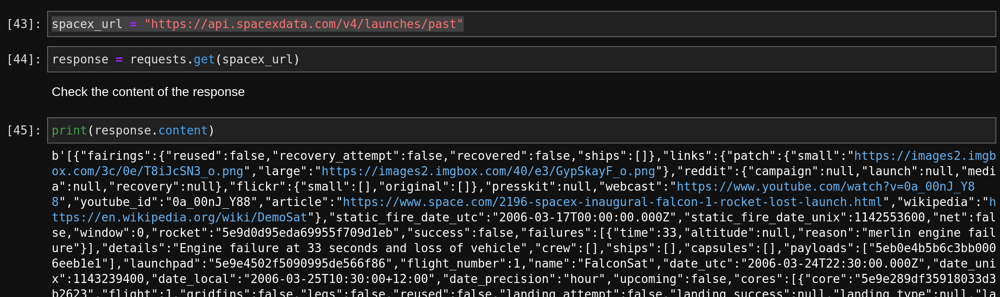 [43]: spacex_url = "https://api.spacexdata.com/v4/launches/past"
[44]: response = requests.get(spacex_url)
Check the content of the response
[45]: print(response.content)
b'[{"fairings":{"reused":false,"recovery_attempt":false,"recovered":false,"ships":[]},"links":{"patch":{"small":"https://images2.imgb
ox.com/3c/0e/T8iJcSN3_o.png","large":"https://images2.imgbox.com/40/e3/GypSkayF_o.png"},"reddit":{"campaign":null,"launch":null,"medi
a":null,"recovery":null},"flickr":{"small":[],"original":[]},"presskit":null,"webcast":"https://www.youtube.com/watch?v=0a_00nJ_Y8
8","youtube_id":"0a_00nJ_Y88","article":"https://www.space.com/2196-spacex-inaugural-falcon-1-rocket-lost-launch.html","wikipedia":"h
ttps://en.wikipedia.org/wiki/DemoSat"},"static_fire_date_utc":"2006-03-17T00:00:00.000Z","static_fire_date_unix":1142553600,"net":fal
se,"window":0,"rocket":"5e9d0d95eda69955f709d1eb","success":false,"failures":[{"time":33,"altitude":null,"reason":"merlin engine fail
ure"}],"details":"Engine failure at 33 seconds and loss of vehicle","crew":[],"ships":[],"capsules":[],"payloads":["5eb0e4b5b6c3bb000
6eeb1e1"],"launchpad":"5e9e4502f5090995de566f86","flight_number":1,"name":"FalconSat","date_utc":"2006-03-24T22:30:00.000Z","date_uni
x":1143239400,"date_local":"2006-03-25T10:30:00+12:00","date_precision":"hour","upcoming":false,"cores":[{"core":"5e9e289df35918033d3
b2623","flight":1,"gridfins":false,"legs":false,"reused":false,"landing_attempt":false,"landing_success":null,"landing_type":null,"la